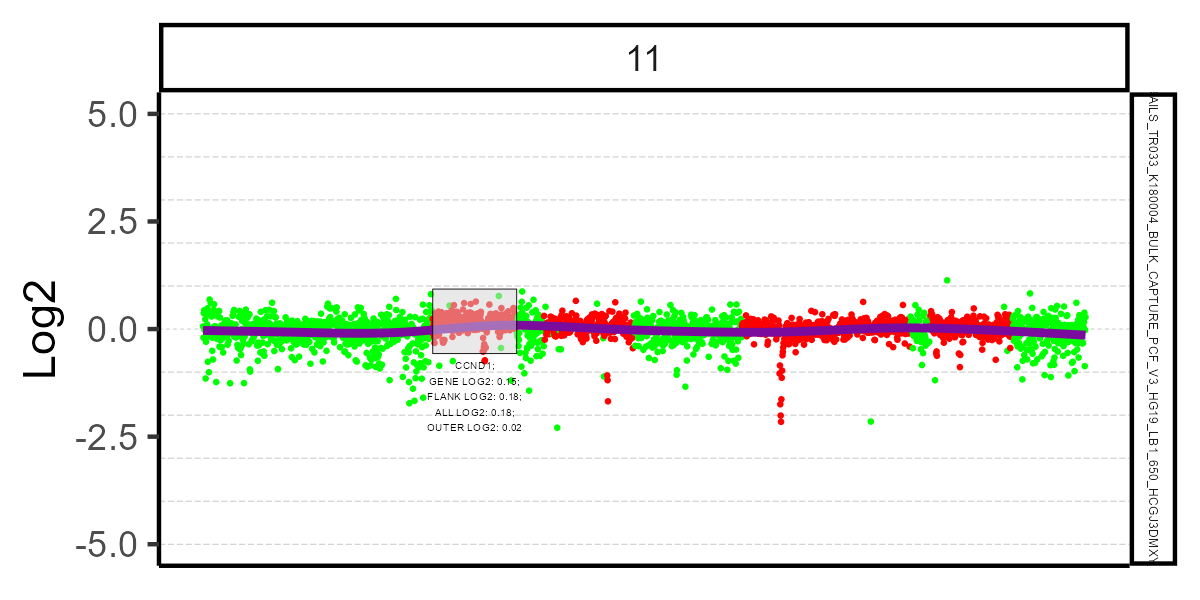 11
5.0
2.5
0.0
-2.5
-5.0
Log2
CCND1;
GENE LOG2: 0.15;
FLANK LOG2: 0.18;
ALL LOG2: 0.18;
OUTER LOG2: 0.02
AILS_TR033_K180004_BULK_CAPTURE_PCF_V3_HG19_LB1_650_HCGJ3DMXY